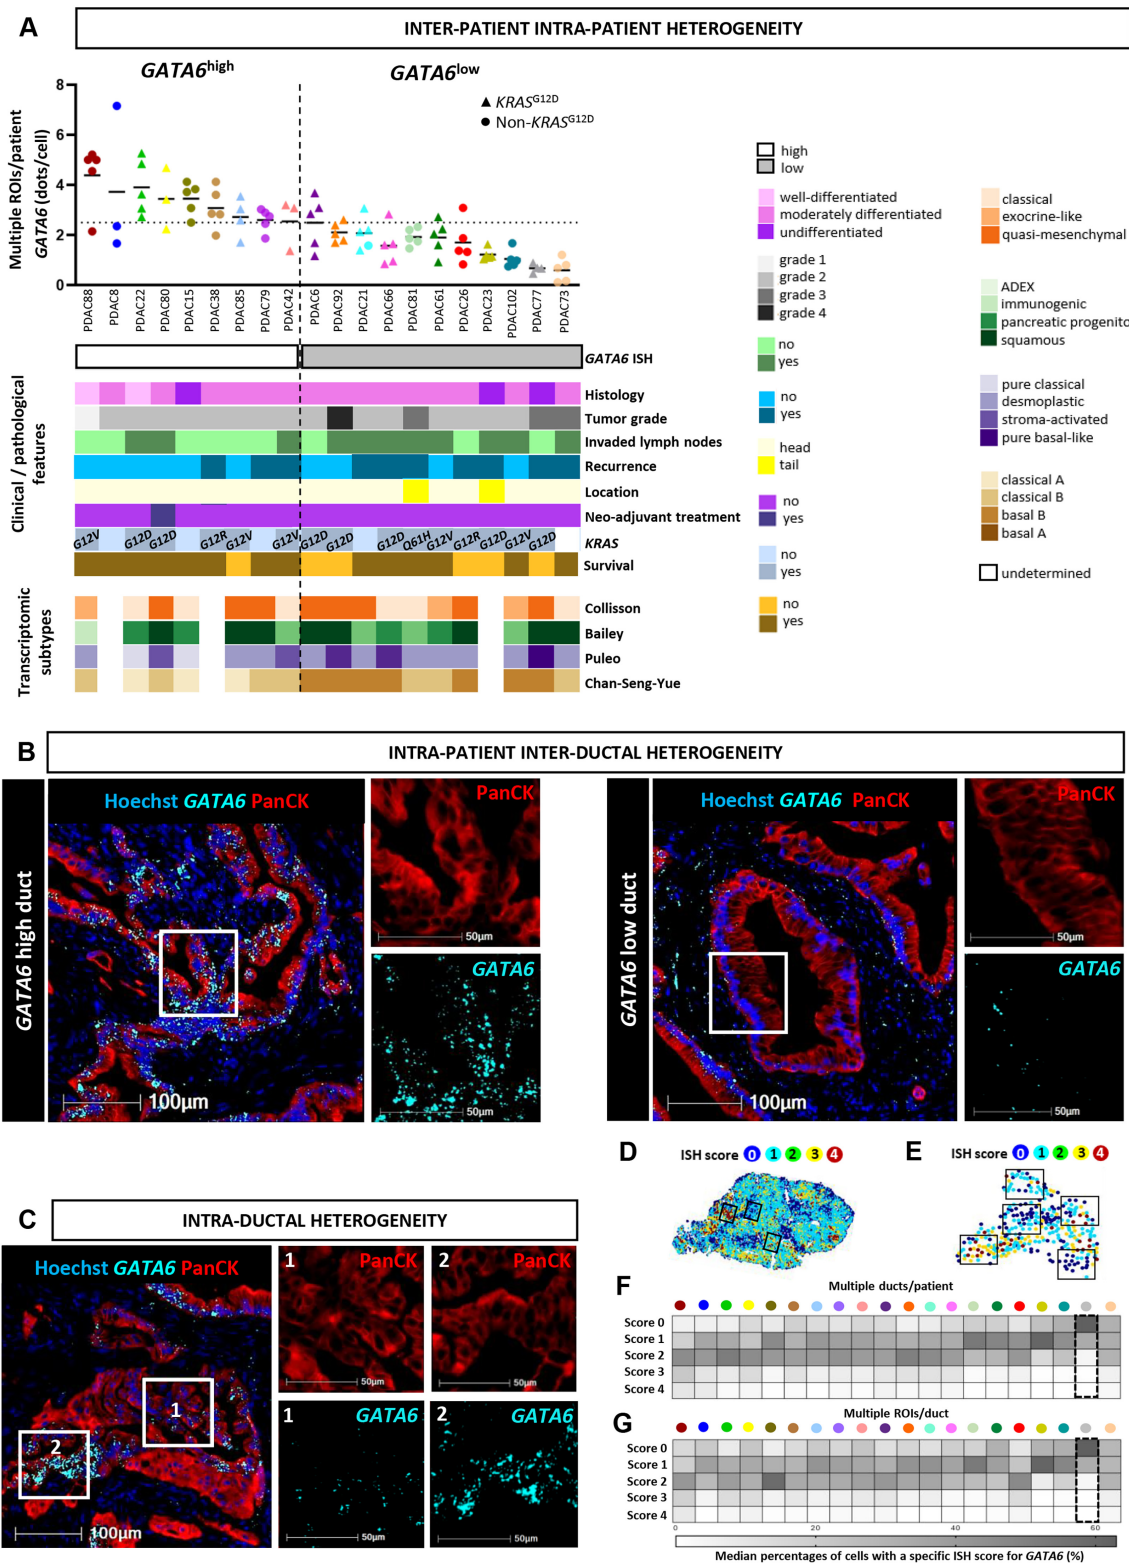 A
INTER-PATIENT INTRA-PATIENT HETEROGENEITY
GATA6high
GATA6low
KRASG12D
Non-KRASG12D
Multiple ROIs/patient
GATA6 (dots/cell)
8
6
4
2
0
PDAC88
PDAC8
PDAC22
PDAC80
PDAC15
PDAC38
PDAC85
PDAC79
PDAC42
PDAC6
PDAC92
PDAC21
PDAC66
PDAC81
PDAC61
PDAC26
PDAC23
PDAC102
PDAC77
PDAC73
GATA6 ISH
Clinical / pathological
features
Histology
Tumor grade
Invaded lymph nodes
Recurrence
Location
Neo-adjuvant treatment
G12V G12D G12D G12R G12V G12V G12D G12D G12D Q61H G12V G12R G12D G12V G12D
KRAS
Survival
Transcriptomic
subtypes
Collisson
Bailey
Puleo
Chan-Seng-Yue
high
low
well-differentiated
moderately differentiated
undifferentiated
grade 1
grade 2
grade 3
grade 4
no
yes
no
yes
head
tail
no
yes
no
yes
no
yes
classical
exocrine-like
quasi-mesenchymal
ADEX
immunogenic
pancreatic progenito
squamous
pure classical
desmoplastic
stroma-activated
pure basal-like
classical A
classical B
basal B
basal A
undetermined
B
INTRA-PATIENT INTER-DUCTAL HETEROGENEITY
GATA6 high duct
Hoechst GATA6 PanCK
100µm
PanCK
50µm
GATA6
50µm
GATA6 low duct
Hoechst GATA6 PanCK
100µm
PanCK
50µm
GATA6
50µm
C
INTRA-DUCTAL HETEROGENEITY
Hoechst GATA6 PanCK
1
2
100µm
1 PanCK
50µm
2 PanCK
50µm
1 GATA6
50µm
2 GATA6
50µm
D
ISH score 0 1 2 3 4
E
ISH score 0 1 2 3 4
F
Multiple ducts/patient
Score 0
Score 1
Score 2
Score 3
Score 4
G
Multiple ROIs/duct
Score 0
Score 1
Score 2
Score 3
Score 4
0 20 40 60
Median percentages of cells with a specific ISH score for GATA6 (%)